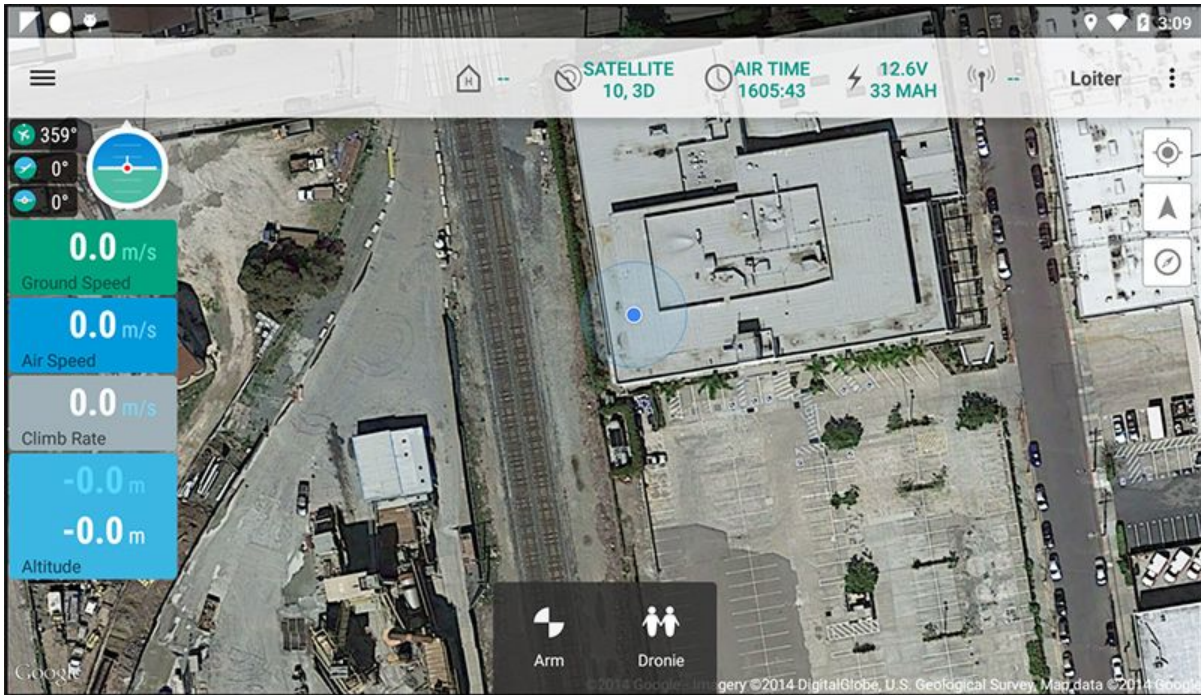 3:09
H
--
SATELLITE
10, 3D
AIR TIME
1605:43
12.6V
33 MAH
--
Loiter
359°
0°
0°
0.0 m/s
Ground Speed
0.0 m/s
Air Speed
0.0 m/s
Climb Rate
-0.0 m
-0.0 m
Altitude
Arm
Dronie
Google
©2014 Google - Imagery ©2014 DigitalGlobe, U.S. Geological Survey, Map data ©2014 Google